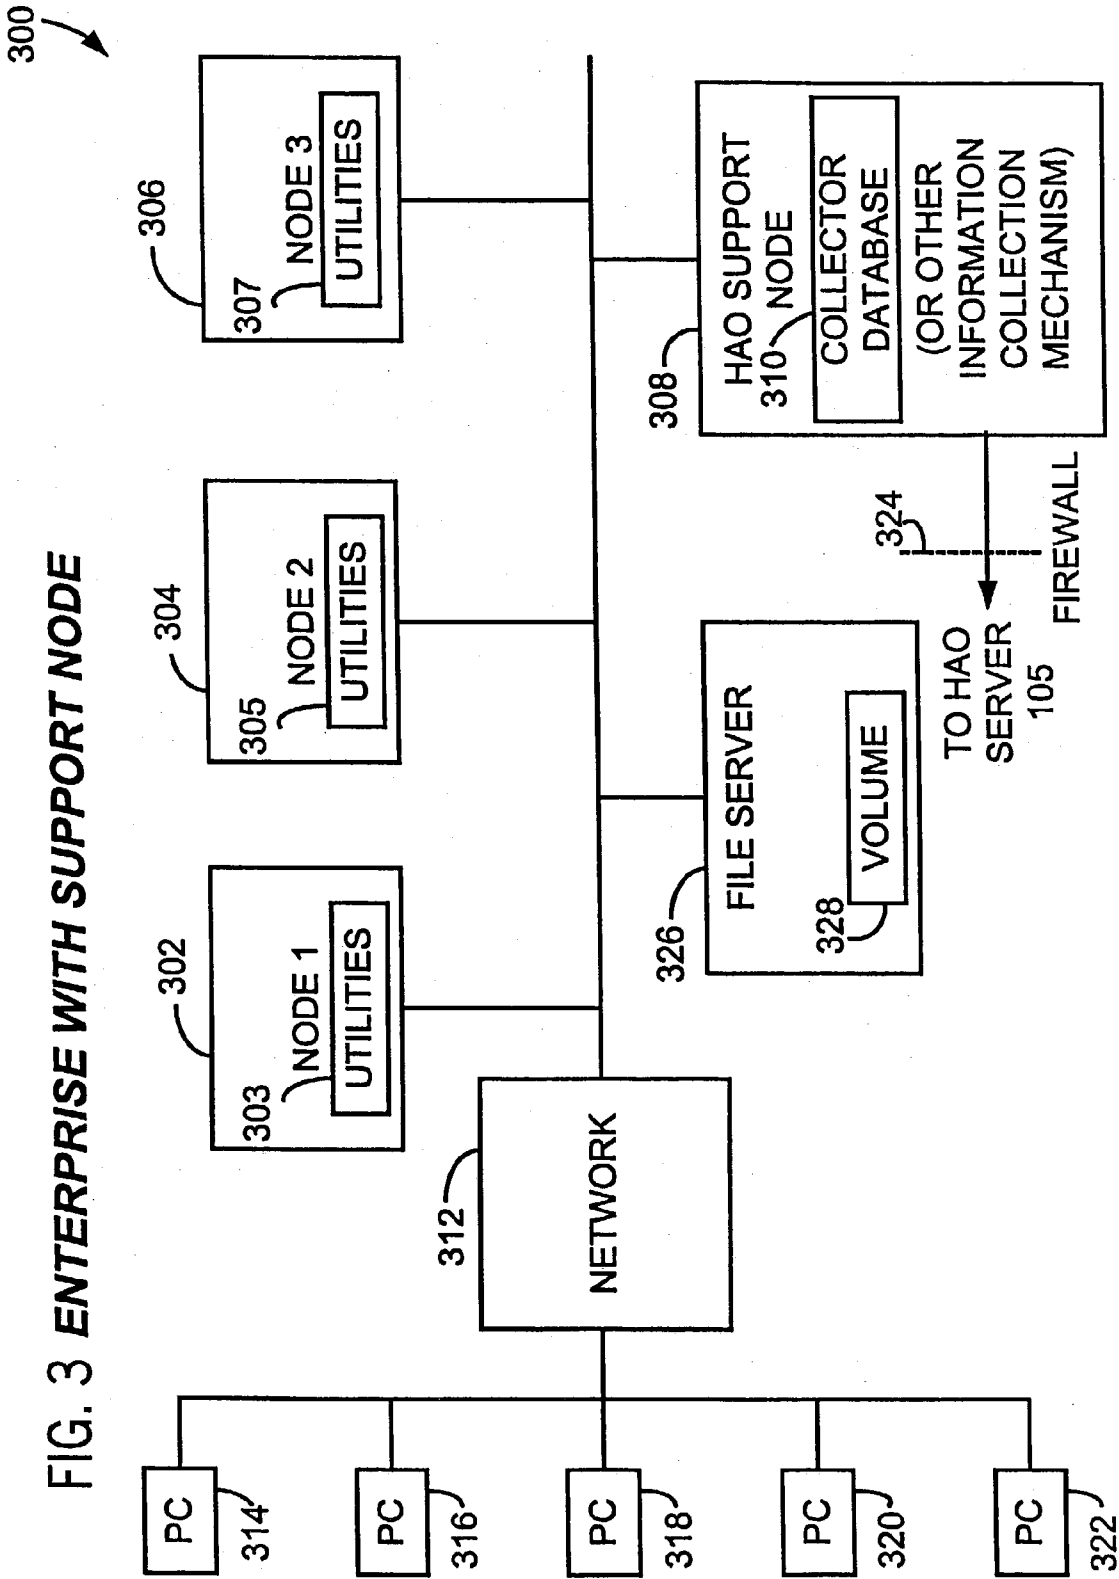 FIG. 3 ENTERPRISE WITH SUPPORT NODE
300
302
303
NODE 1
UTILITIES
304
305
NODE 2
UTILITIES
306
307
NODE 3
UTILITIES
312
NETWORK
PC
314
PC
316
PC
318
PC
320
PC
322
326
FILE SERVER
328
VOLUME
308
HAO SUPPORT
NODE
310
COLLECTOR
DATABASE
(OR OTHER
INFORMATION
COLLECTION
MECHANISM)
324
FIREWALL
TO HAO
SERVER
105